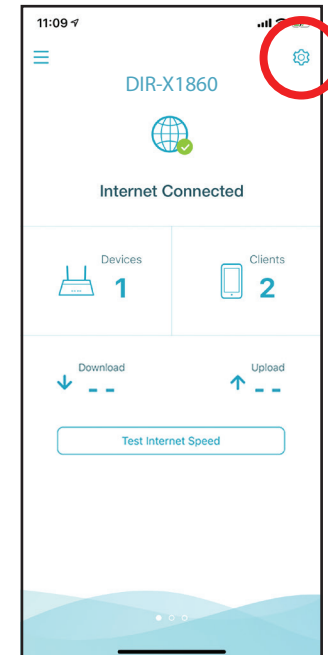 11:09
DIR-X1860
Internet Connected
Devices
1
Clients
2
Download
- -
Upload
- -
Test Internet Speed